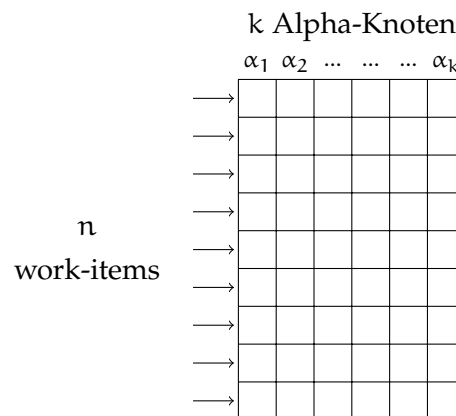 k Alpha-Knoten
α1 α2 ... ... ... αk
n
work-items